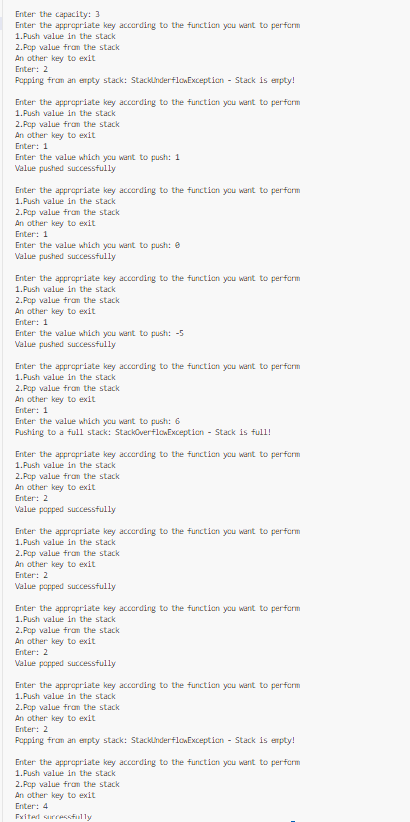 Enter the capacity: 3
Enter the appropriate key according to the function you want to perform
1.Push value in the stack
2.Pop value from the stack
An other key to exit
Enter: 2
Popping from an empty stack: StackUnderflowException - Stack is empty!
Enter the appropriate key according to the function you want to perform
1.Push value in the stack
2.Pop value from the stack
An other key to exit
Enter: 1
Enter the value which you want to push: 1
Value pushed successfully
Enter the appropriate key according to the function you want to perform
1.Push value in the stack
2.Pop value from the stack
An other key to exit
Enter: 1
Enter the value which you want to push: 0
Value pushed successfully
Enter the appropriate key according to the function you want to perform
1.Push value in the stack
2.Pop value from the stack
An other key to exit
Enter: 1
Enter the value which you want to push: -5
Value pushed successfully
Enter the appropriate key according to the function you want to perform
1.Push value in the stack
2.Pop value from the stack
An other key to exit
Enter: 1
Enter the value which you want to push: 6
Pushing to a full stack: StackOverflowException - Stack is full!
Enter the appropriate key according to the function you want to perform
1.Push value in the stack
2.Pop value from the stack
An other key to exit
Enter: 2
Value popped successfully
Enter the appropriate key according to the function you want to perform
1.Push value in the stack
2.Pop value from the stack
An other key to exit
Enter: 2
Value popped successfully
Enter the appropriate key according to the function you want to perform
1.Push value in the stack
2.Pop value from the stack
An other key to exit
Enter: 2
Value popped successfully
Enter the appropriate key according to the function you want to perform
1.Push value in the stack
2.Pop value from the stack
An other key to exit
Enter: 2
Popping from an empty stack: StackUnderflowException - Stack is empty!
Enter the appropriate key according to the function you want to perform
1.Push value in the stack
2.Pop value from the stack
An other key to exit
Enter: 4
Exited successfully